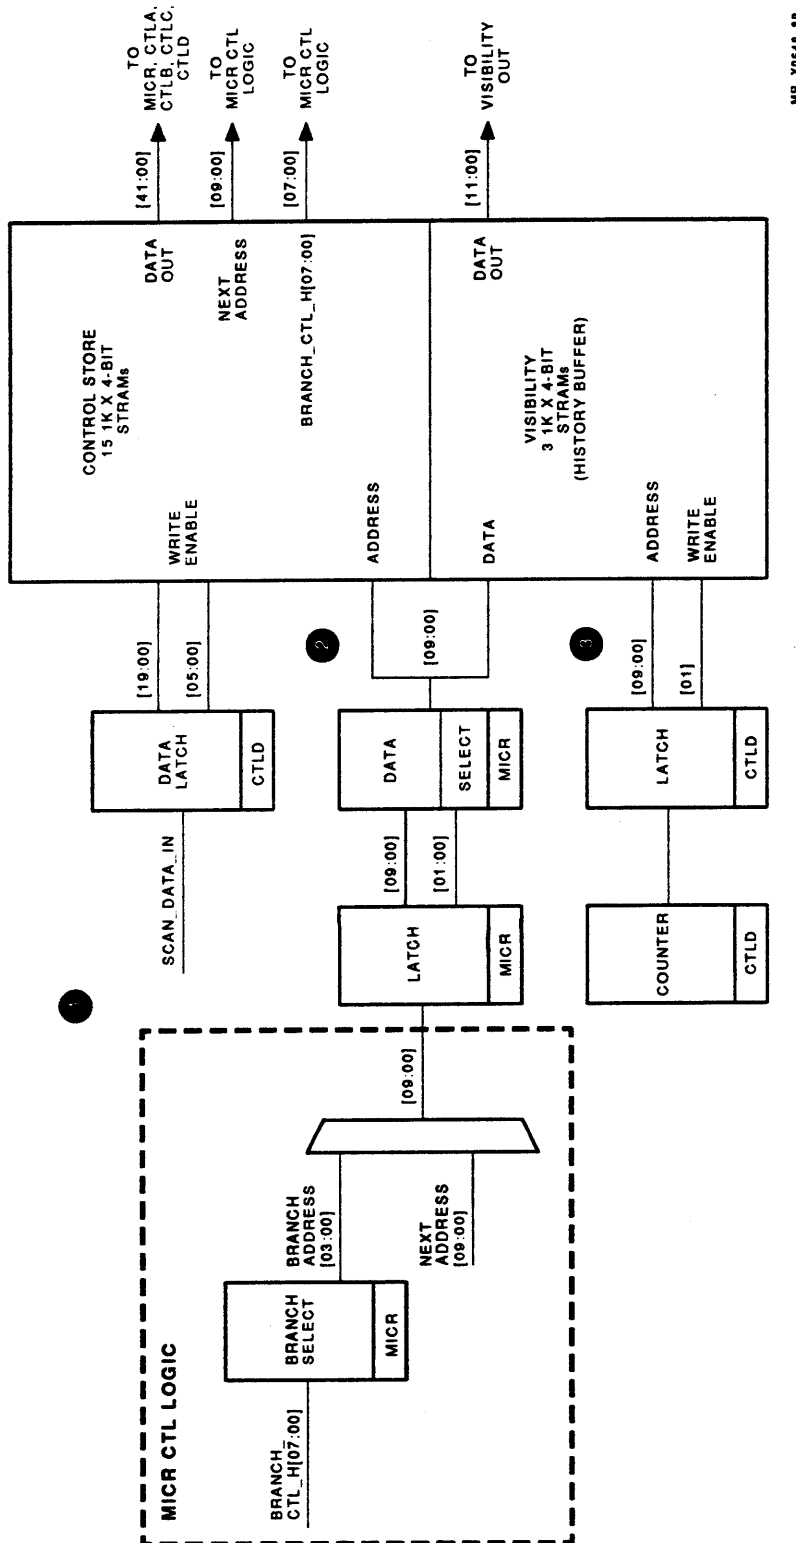 MICR CTL LOGIC
BRANCH_
CTL_H[07:00]
BRANCH
SELECT
MICR
BRANCH
ADDRESS
[03:00]
NEXT
ADDRESS
[09:00]
[09:00]
1
SCAN_DATA_IN
LATCH
MICR
COUNTER
CTLD
[09:00]
[01:00]
DATA
LATCH
CTLD
DATA
SELECT
MICR
LATCH
CTLD
[19:00]
[05:00]
2
[09:00]
3
[09:00]
[01]
CONTROL STORE
15 1K X 4-BIT
STRAMs
WRITE
ENABLE
ADDRESS
DATA
OUT
NEXT
ADDRESS
BRANCH_CTL_H[07:00]
VISIBILITY
3 1K X 4-BIT
STRAMs
(HISTORY BUFFER)
DATA
ADDRESS
WRITE
ENABLE
DATA
OUT
[41:00]
TO
MICR, CTLA,
CTLB, CTLC,
CTLD
[09:00]
TO
MICR CTL
LOGIC
[07:00]
TO
MICR CTL
LOGIC
[11:00]
TO
VISIBILITY
OUT